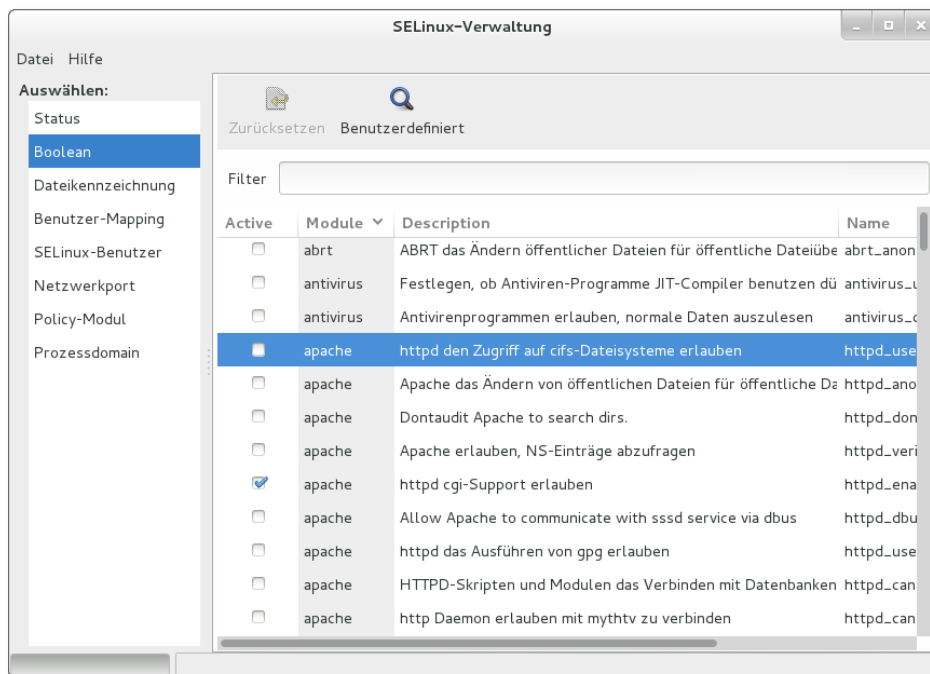 SELinux-Verwaltung
Datei Hilfe
Auswählen:
Status
Boolean
Dateikennzeichnung
Benutzer-Mapping
SELinux-Benutzer
Netzwerkport
Policy-Modul
Prozessdomain
Zurücksetzen Benutzerdefiniert
Filter
Active Module Description Name
abrt ABRT das Ändern öffentlicher Dateien für öffentliche Dateiübe abrt_anon
antivirus Festlegen, ob Antiviren-Programme JIT-Compiler benutzen dü antivirus_u
antivirus Antivirenprogrammen erlauben, normale Daten auszulesen antivirus_c
apache httpd den Zugriff auf cifs-Dateisysteme erlauben httpd_use
apache Apache das Ändern von öffentlichen Dateien für öffentliche Da httpd_ano
apache Dontaudit Apache to search dirs. httpd_don
apache Apache erlauben, NS-Einträge abzufragen httpd_veri
apache httpd cgi-Support erlauben httpd_ena
apache Allow Apache to communicate with sssd service via dbus httpd_dbu
apache httpd das Ausführen von gpg erlauben httpd_use
apache HTTPD-Skripten und Modulen das Verbinden mit Datenbanken httpd_can
apache http Daemon erlauben mit mythtv zu verbinden httpd_can